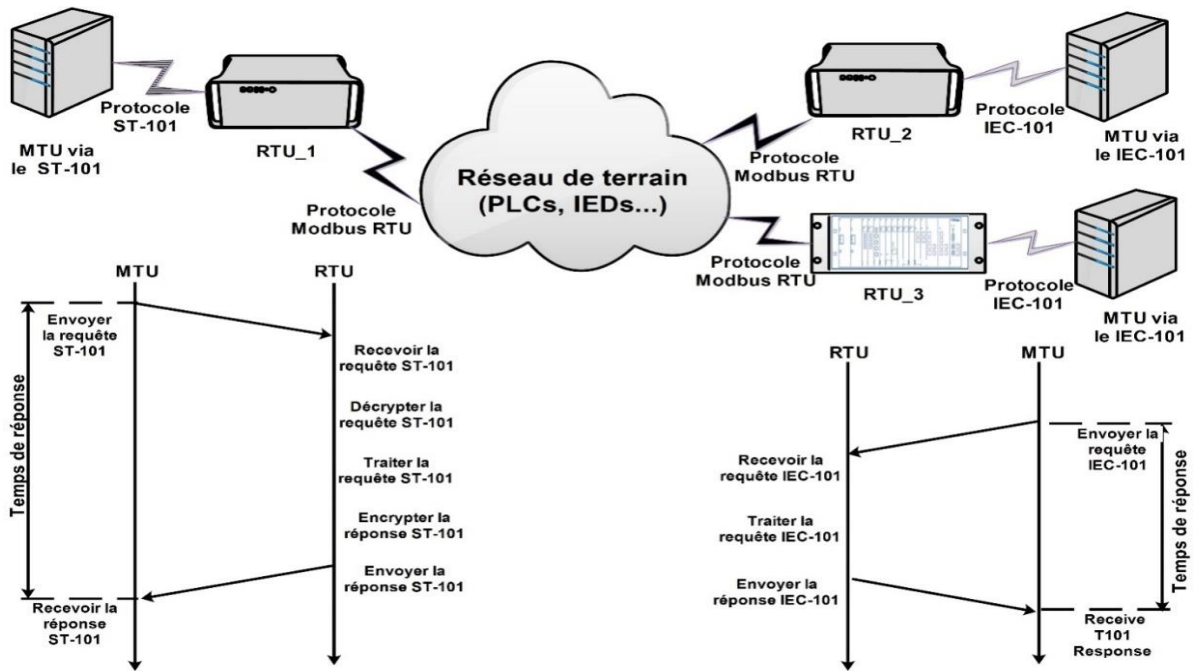 Protocole
ST-101
MTU via
le ST-101
RTU_1
Protocole
Modbus RTU
Réseau de terrain
(PLCs, IEDs...)
RTU_2
Protocole
IEC-101
MTU via
le IEC-101
Protocole
Modbus RTU
Protocole
Modbus RTU
RTU_3
Protocole
IEC-101
MTU via
le IEC-101
MTU
RTU
Temps de réponse
Envoyer
la requête
ST-101
Recevoir la
requête ST-101
Décrypter la
requête ST-101
Traiter la
requête ST-101
Encrypter la
réponse ST-101
Envoyer la
réponse ST-101
Recevoir la
réponse
ST-101
RTU
MTU
Envoyer la
requête
IEC-101
Recevoir la
requête IEC-101
Traiter la
requête IEC-101
Envoyer la
réponse IEC-101
Temps de réponse
Receive
T101
Response